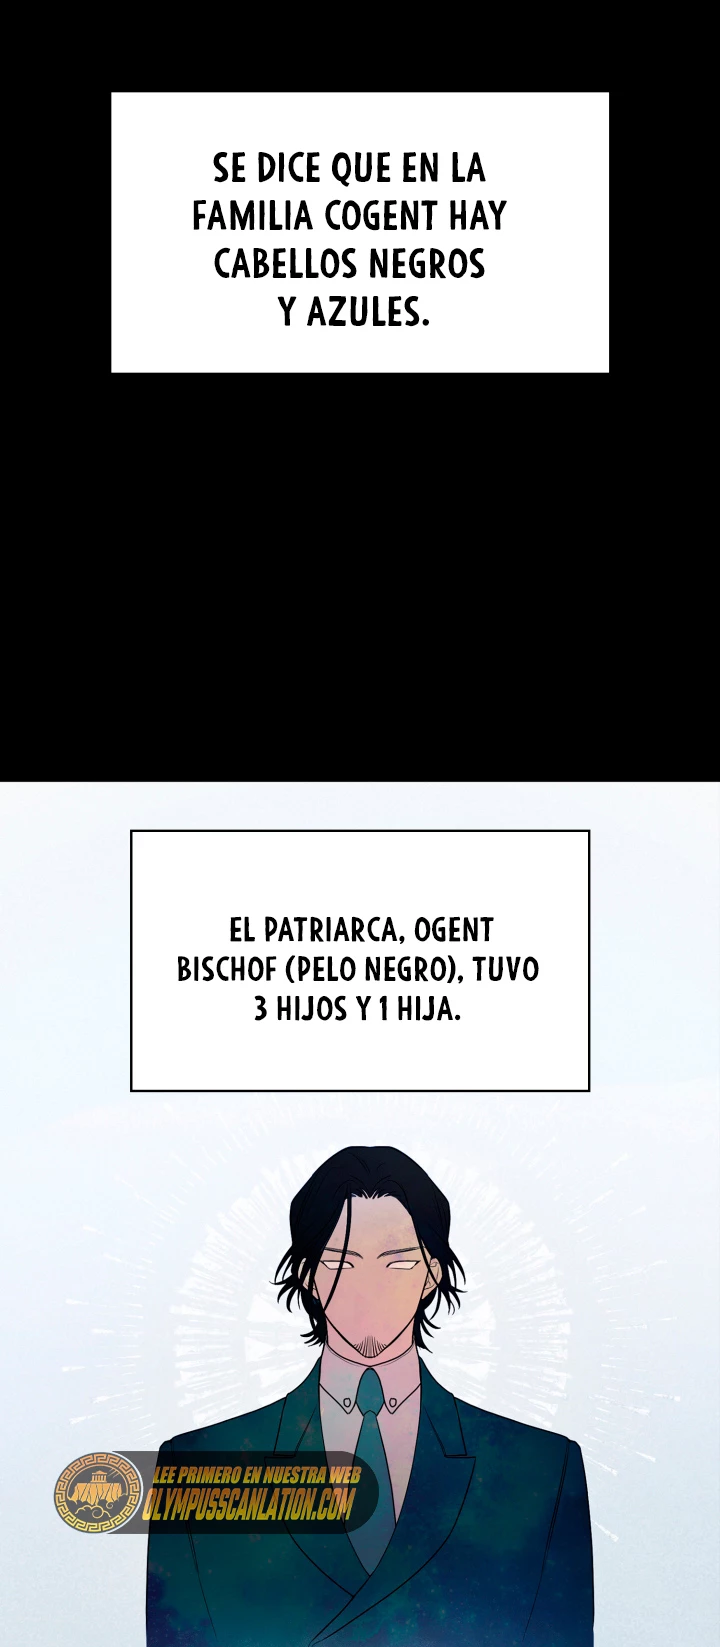 SE DICE QUE EN LA
FAMILIA COGENT HAY
CABELLOS NEGROS
Y AZULES.
EL PATRIARCA, OGENT
BISCHOF (PELO NEGRO), TUVO
3 HIJOS Y 1 HIJA.
LEE PRIMERO EN NUESTRA WEB
OLYMPUSSCANLATION.COM